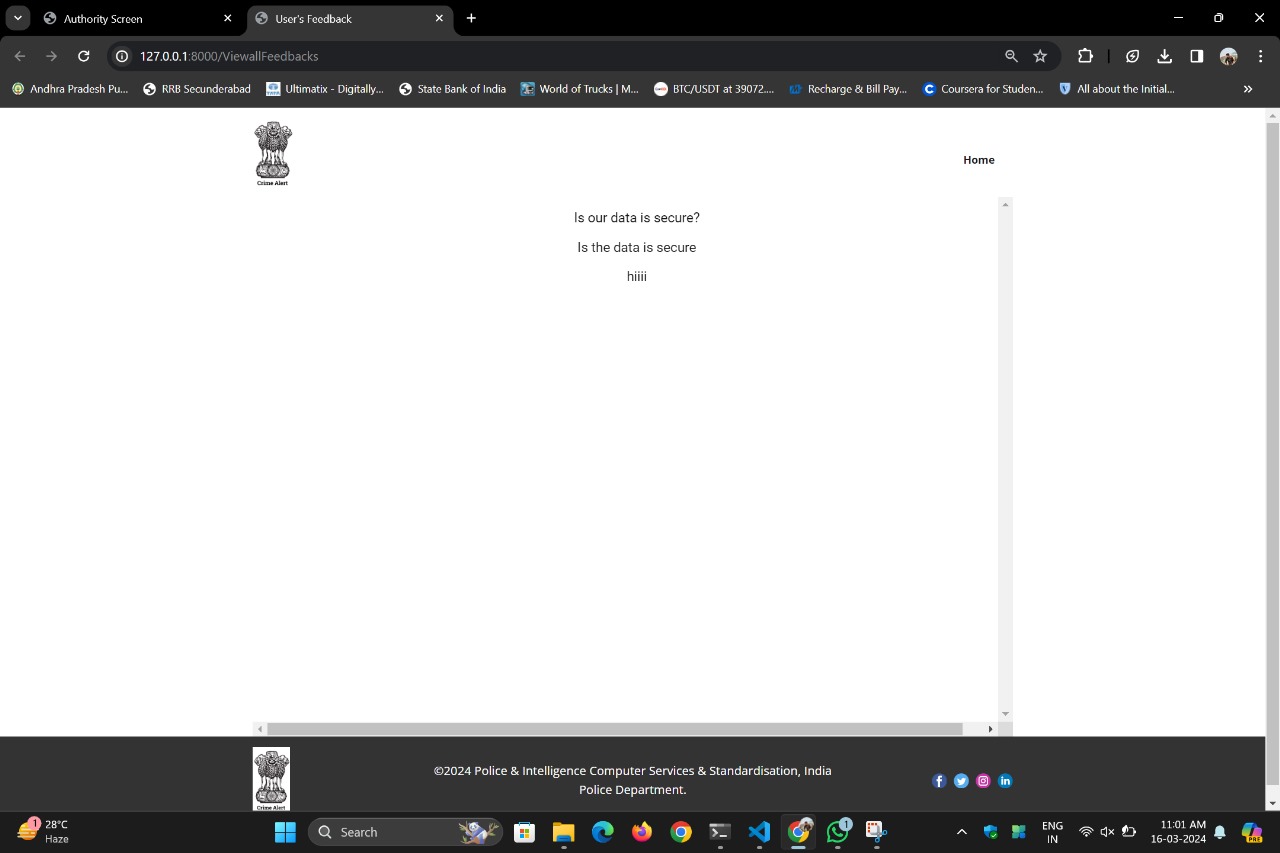 Authority Screen
User's Feedback
127.0.0.1:8000/ViewallFeedbacks
Andhra Pradesh Pu...
RRB Secunderabad
Ultimatix - Digitally...
State Bank of India
World of Trucks | M...
BTC/USDT at 39072....
Recharge & Bill Pay...
Coursera for Studen...
All about the Initial...
Crime Alert
Home
Is our data is secure?
Is the data is secure
hiiii
Crime Alert
©2024 Police & Intelligence Computer Services & Standardisation, India
Police Department.
1
28°C
Haze
Search
1
ENG
IN
11:01 AM
16-03-2024
PRE